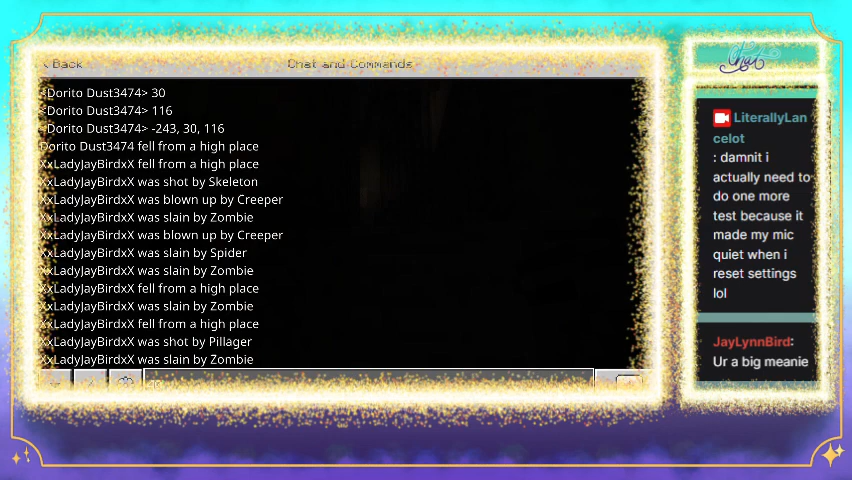 ‹ Back
Chat and Commands
Chat
<Dorito Dust3474> 30
<Dorito Dust3474> 116
<Dorito Dust3474> -243, 30, 116
Dorito Dust3474 fell from a high place
XxLadyJayBirdxX fell from a high place
XxLadyJayBirdxX was shot by Skeleton
XxLadyJayBirdxX was blown up by Creeper
XxLadyJayBirdxX was slain by Zombie
XxLadyJayBirdxX was blown up by Creeper
XxLadyJayBirdxX was slain by Spider
XxLadyJayBirdxX was slain by Zombie
XxLadyJayBirdxX fell from a high place
XxLadyJayBirdxX was slain by Zombie
XxLadyJayBirdxX fell from a high place
XxLadyJayBirdxX was shot by Pillager
XxLadyJayBirdxX was slain by Zombie
LiterallyLan
celot
: damnit i
actually need to
do one more
test because it
made my mic
quiet when i
reset settings
lol
JayLynnBird:
Ur a big meanie